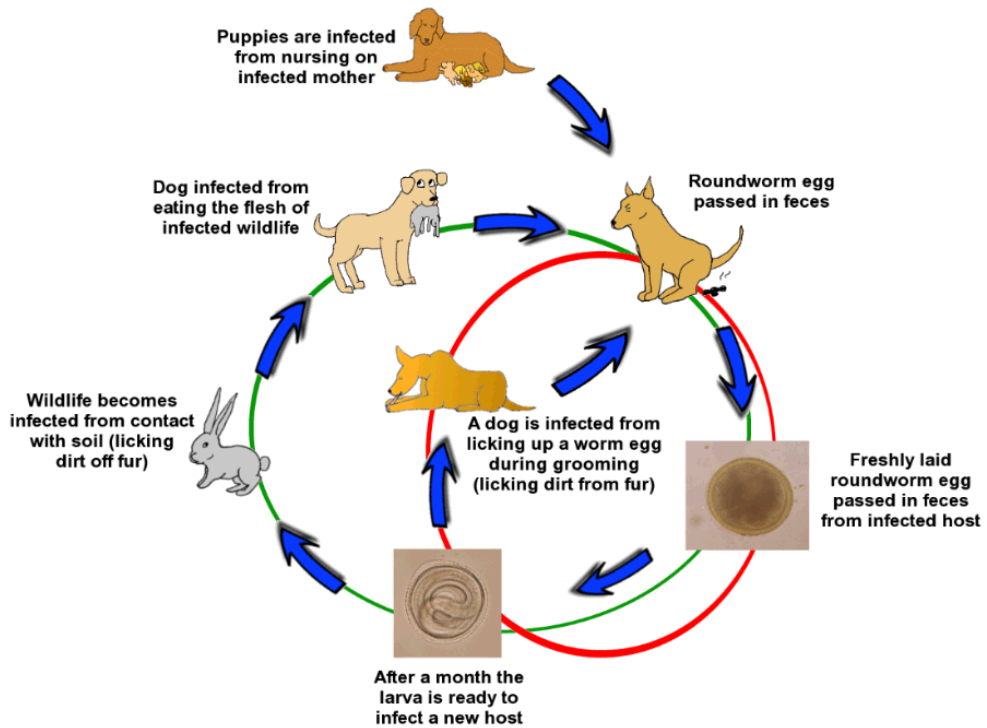 Puppies are infected
from nursing on
infected mother
Dog infected from
eating the flesh of
infected wildlife
Roundworm egg
passed in feces
Wildlife becomes
infected from contact
with soil (licking
dirt off fur)
A dog is infected from
licking up a worm egg
during grooming
(licking dirt from fur)
Freshly laid
roundworm egg
passed in feces
from infected host
After a month the
larva is ready to
infect a new host